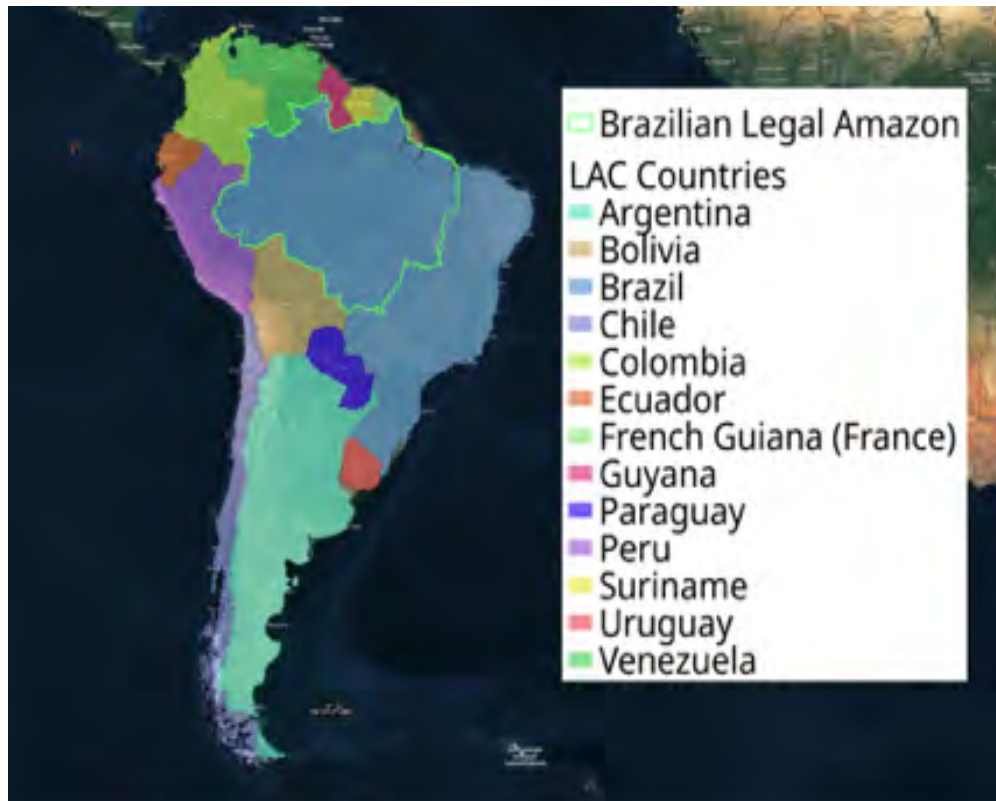 Brazilian Legal Amazon
LAC Countries
Argentina
Bolivia
Brazil
Chile
Colombia
Ecuador
French Guiana (France)
Guyana
Paraguay
Peru
Suriname
Uruguay
Venezuela